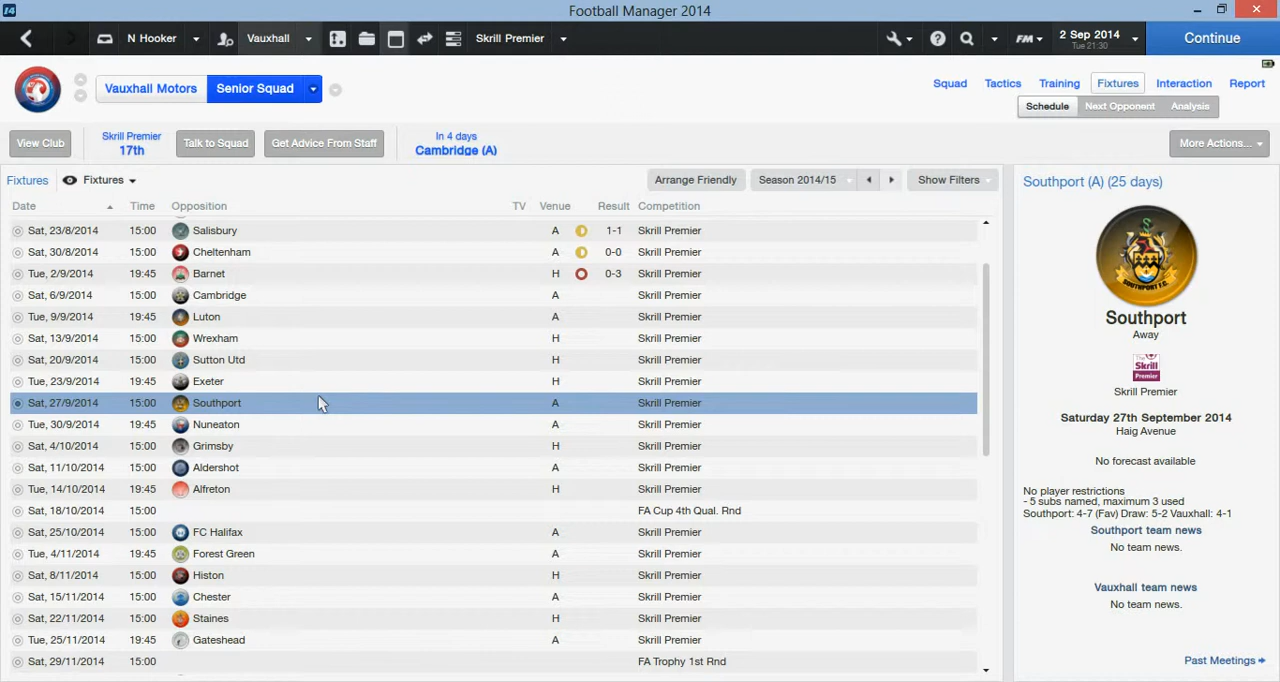 Football Manager 2014
N Hooker Vauxhall Skrill Premier FM 2 Sep 2014 Tue 21:30 Continue
Vauxhall Motors Senior Squad Squad Tactics Training Fixtures Interaction Report
Schedule Next Opponent Analysis
View Club Skrill Premier 17th Talk to Squad Get Advice From Staff In 4 days Cambridge (A) More Actions...
Fixtures Fixtures Arrange Friendly Season 2014/15 Show Filters
Date Time Opposition TV Venue Result Competition
Sat, 23/8/2014 15:00 Salisbury A 1-1 Skrill Premier
Sat, 30/8/2014 15:00 Cheltenham A 0-0 Skrill Premier
Tue, 2/9/2014 19:45 Barnet H 0-3 Skrill Premier
Sat, 6/9/2014 15:00 Cambridge A Skrill Premier
Tue, 9/9/2014 19:45 Luton A Skrill Premier
Sat, 13/9/2014 15:00 Wrexham H Skrill Premier
Sat, 20/9/2014 15:00 Sutton Utd H Skrill Premier
Tue, 23/9/2014 19:45 Exeter H Skrill Premier
Sat, 27/9/2014 15:00 Southport A Skrill Premier
Tue, 30/9/2014 19:45 Nuneaton A Skrill Premier
Sat, 4/10/2014 15:00 Grimsby H Skrill Premier
Sat, 11/10/2014 15:00 Aldershot A Skrill Premier
Tue, 14/10/2014 19:45 Alfreton H Skrill Premier
Sat, 18/10/2014 15:00 FA Cup 4th Qual. Rnd
Sat, 25/10/2014 15:00 FC Halifax A Skrill Premier
Tue, 4/11/2014 19:45 Forest Green A Skrill Premier
Sat, 8/11/2014 15:00 Histon H Skrill Premier
Sat, 15/11/2014 15:00 Chester A Skrill Premier
Sat, 22/11/2014 15:00 Staines H Skrill Premier
Tue, 25/11/2014 19:45 Gateshead A Skrill Premier
Sat, 29/11/2014 15:00 FA Trophy 1st Rnd
Southport (A) (25 days)
SOUTHPORT F.C.
Southport
Away
Skrill Premier
Skrill Premier
Saturday 27th September 2014
Haig Avenue
No forecast available
No player restrictions
- 5 subs named, maximum 3 used
Southport: 4-7 (Fav) Draw: 5-2 Vauxhall: 4-1
Southport team news
No team news.
Vauxhall team news
No team news.
Past Meetings